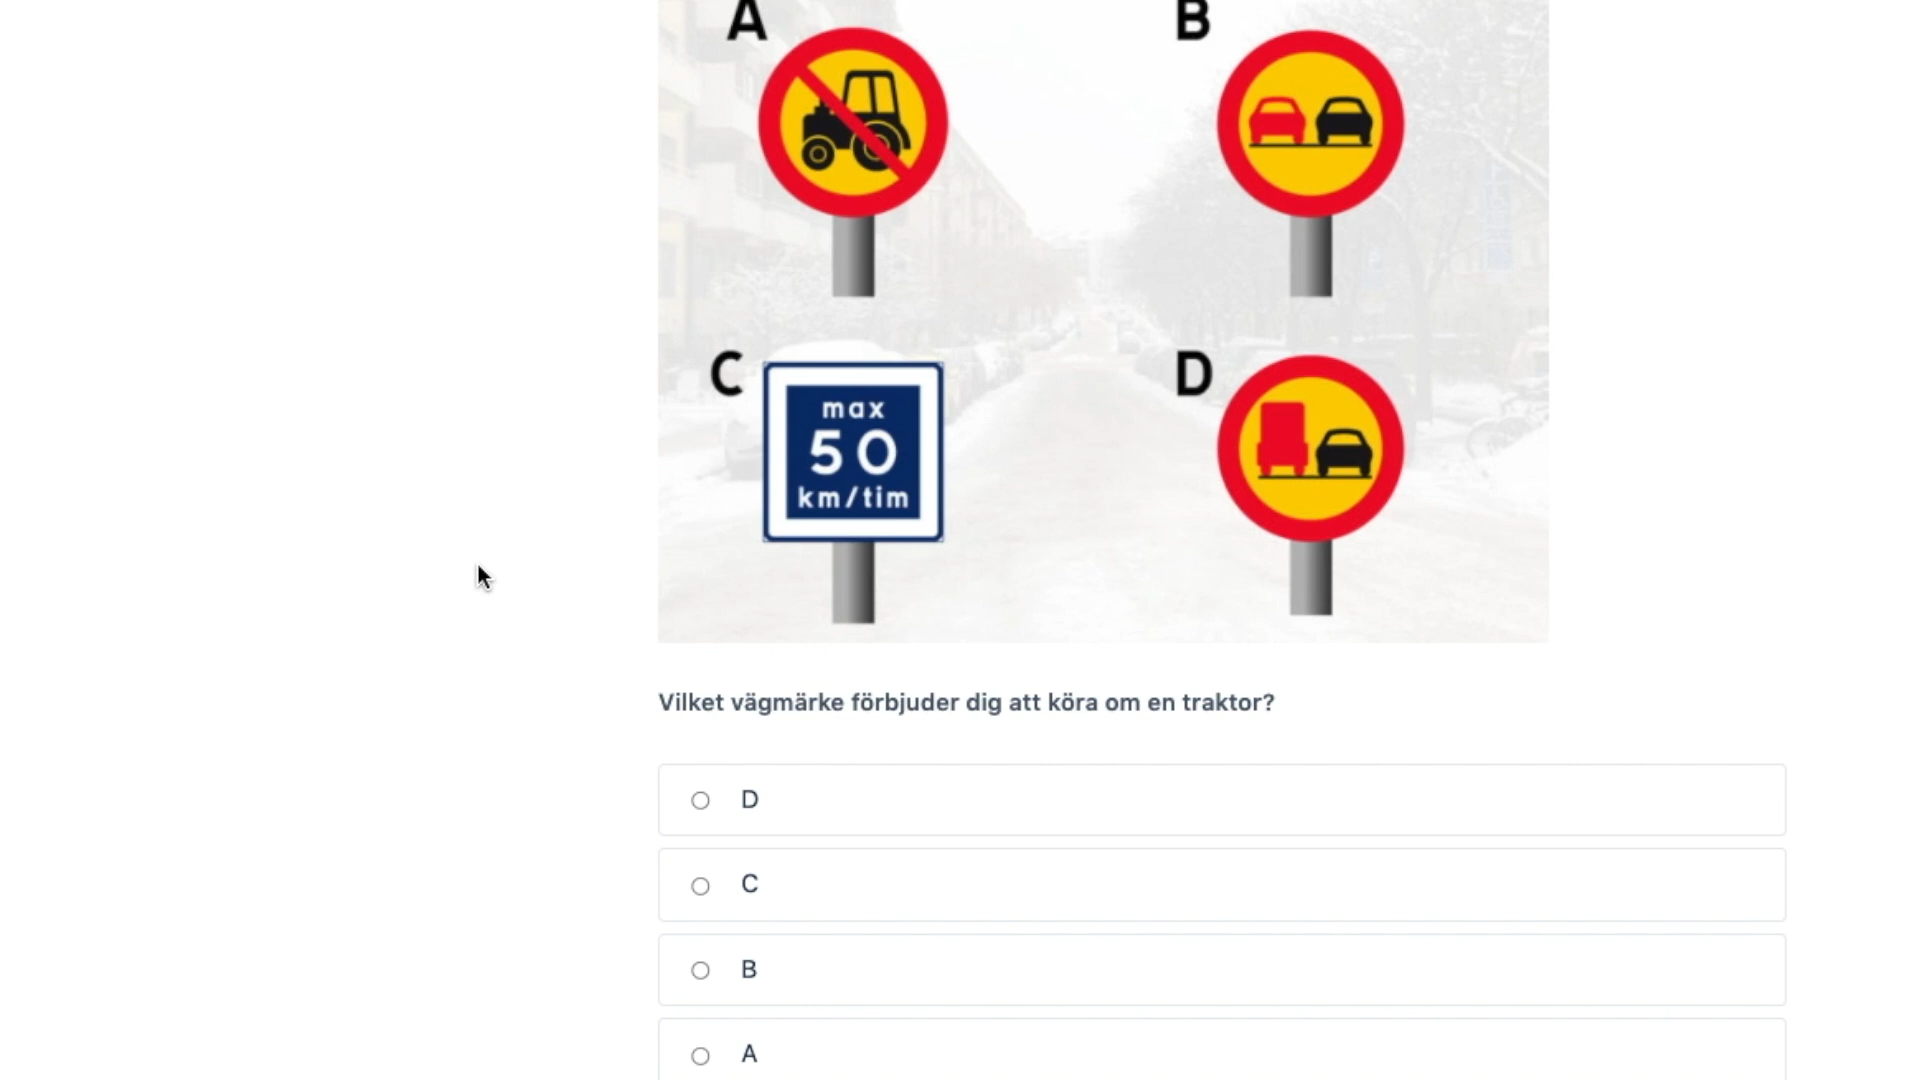 A
B
C
max
50
km/tim
D
Vilket vägmärke förbjuder dig att köra om en traktor?
D
C
B
A